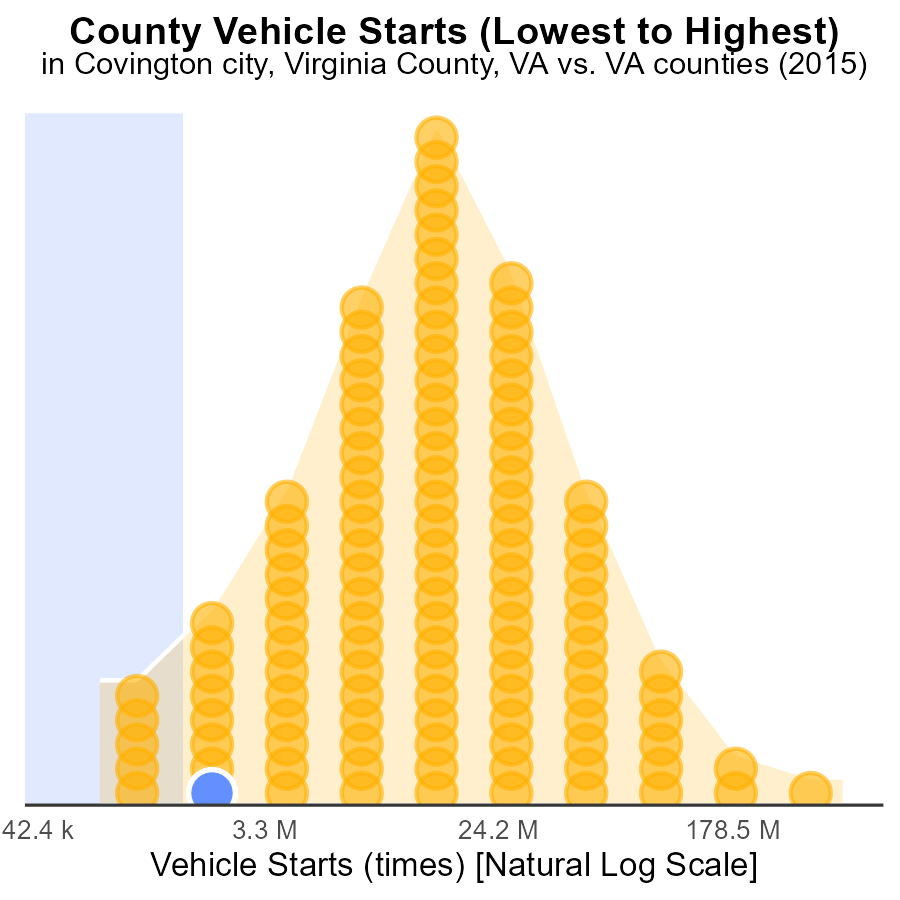 County Vehicle Starts (Lowest to Highest)
in Covington city, Virginia County, VA vs. VA counties (2015)
42.4 k 3.3 M 24.2 M 178.5 M
Vehicle Starts (times) [Natural Log Scale]